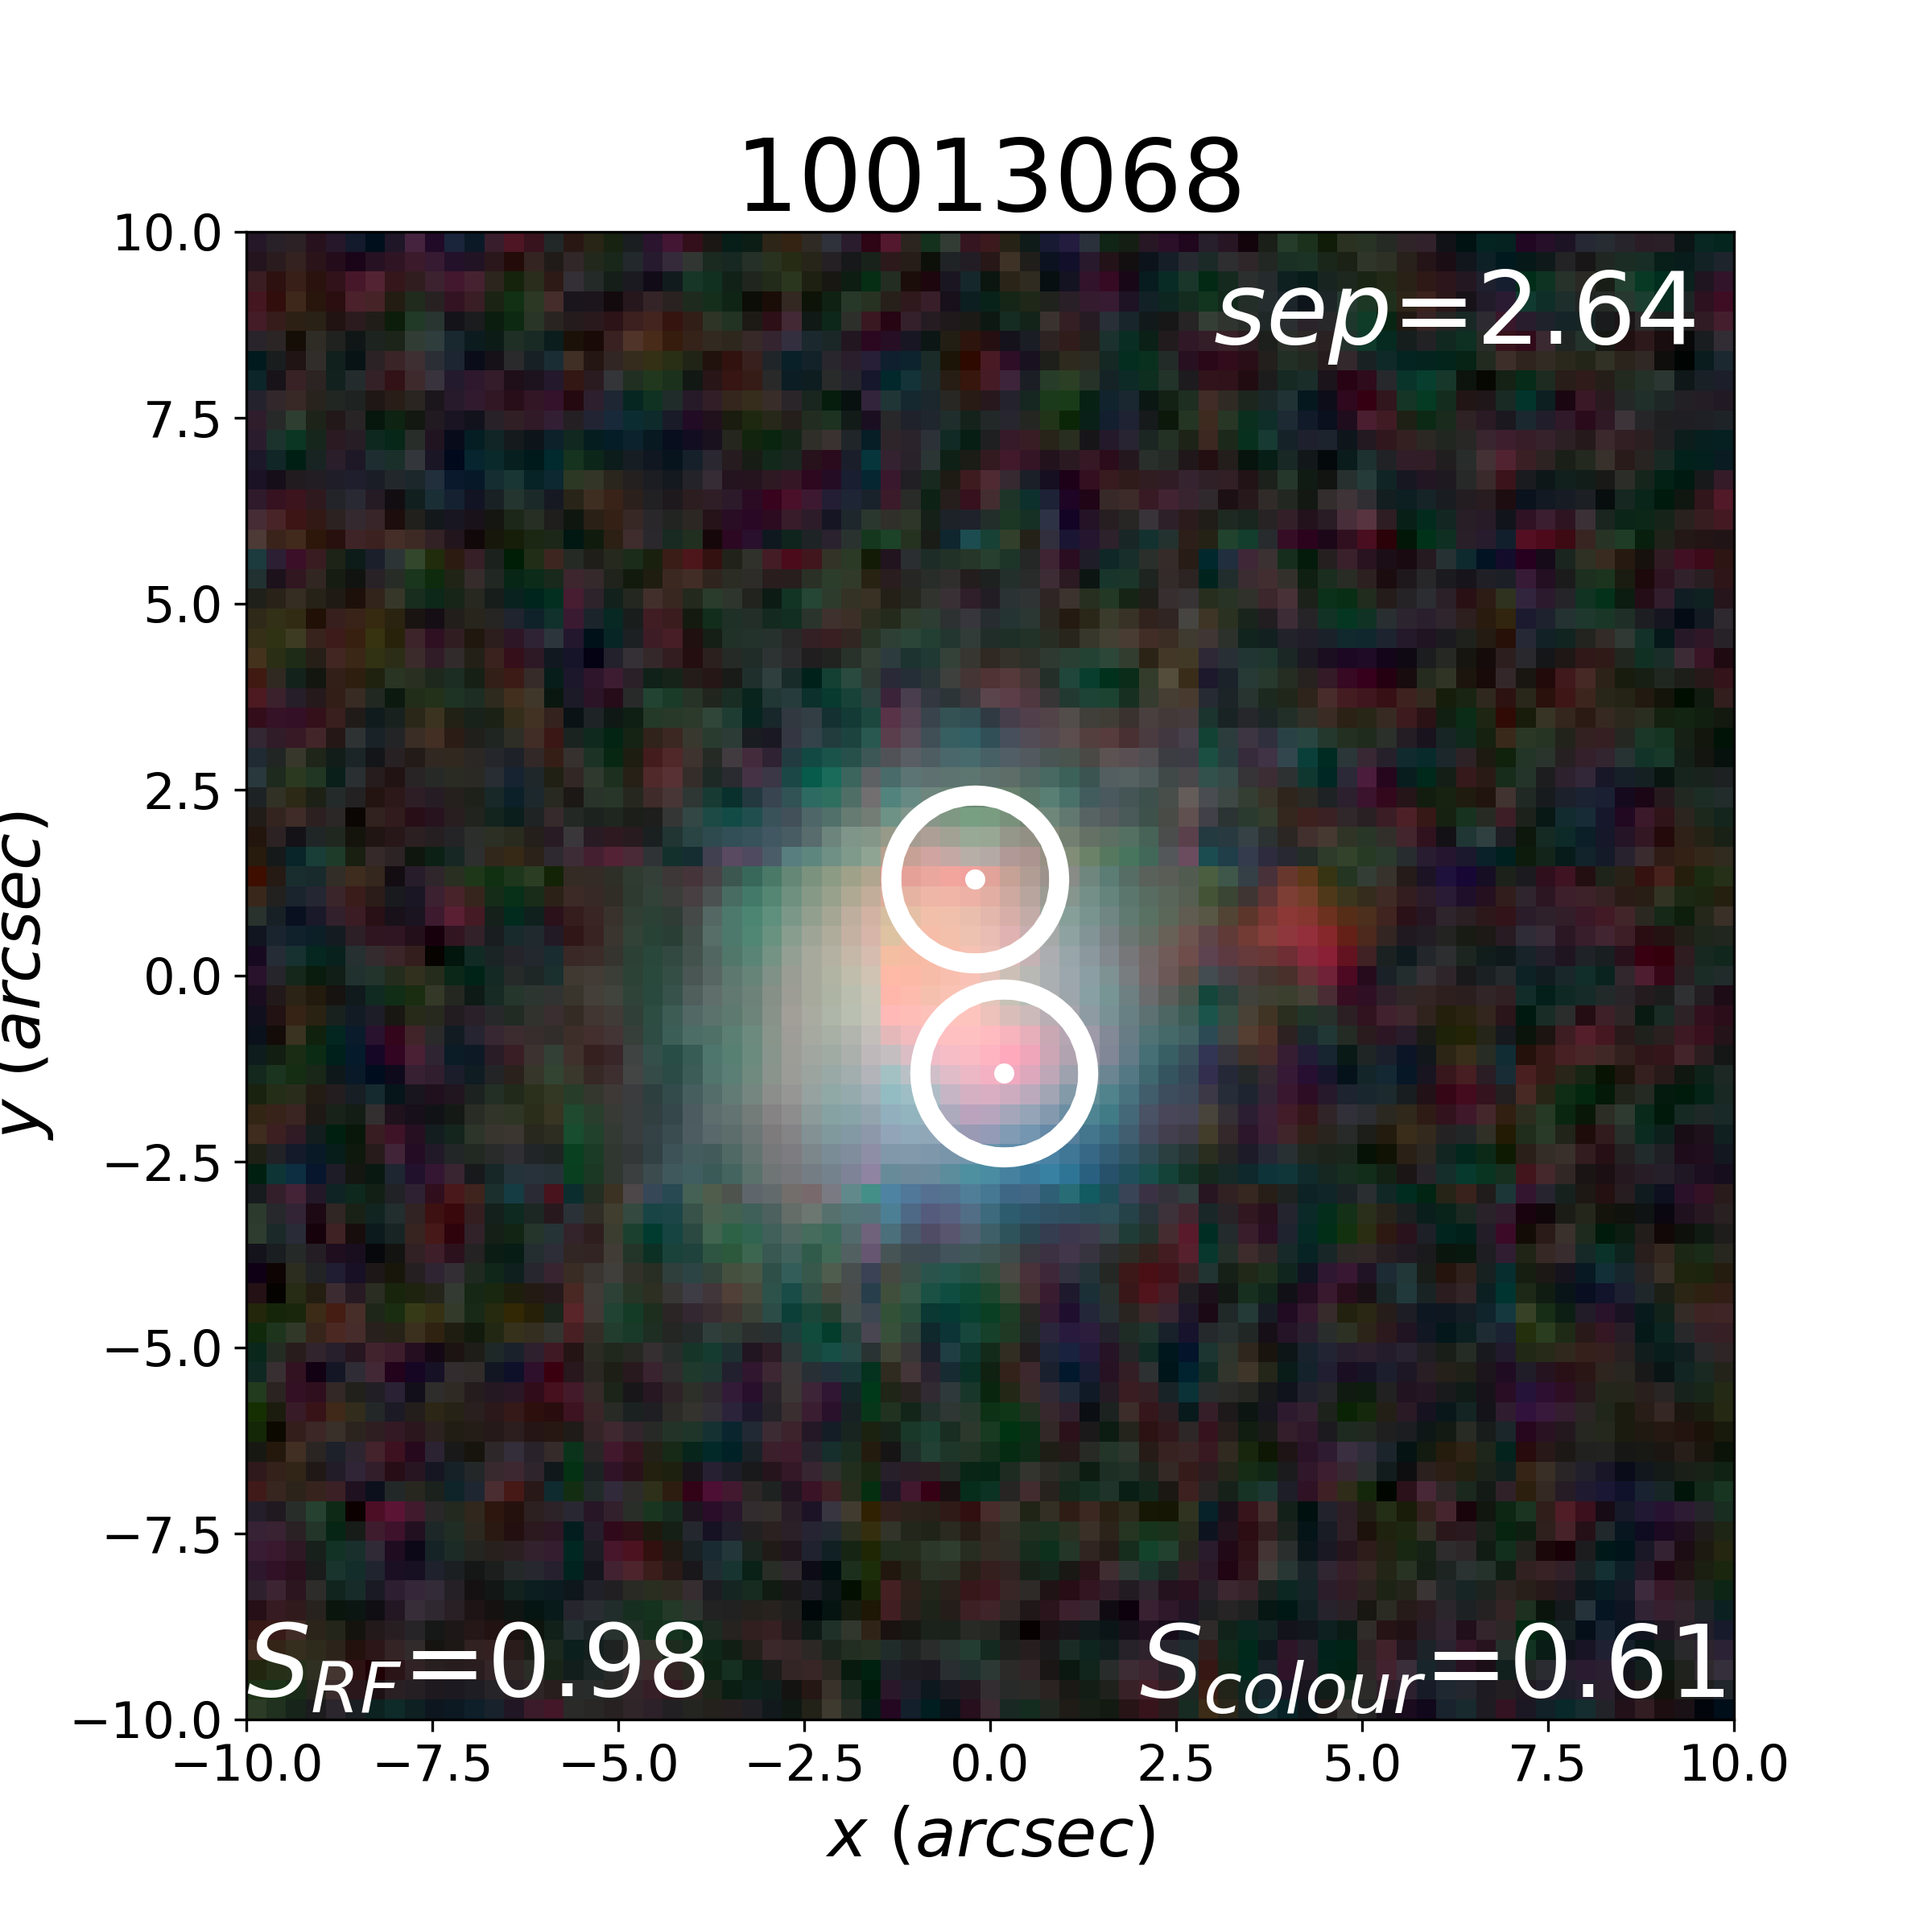 10013068
sep=2.64
10.0
7.5
5.0
2.5
0.0
−2.5
−5.0
−7.5
−10.0
y (arcsec)
S_RF=0.98
S_colour=0.61
−10.0 −7.5 −5.0 −2.5 0.0 2.5 5.0 7.5 10.0
x (arcsec)